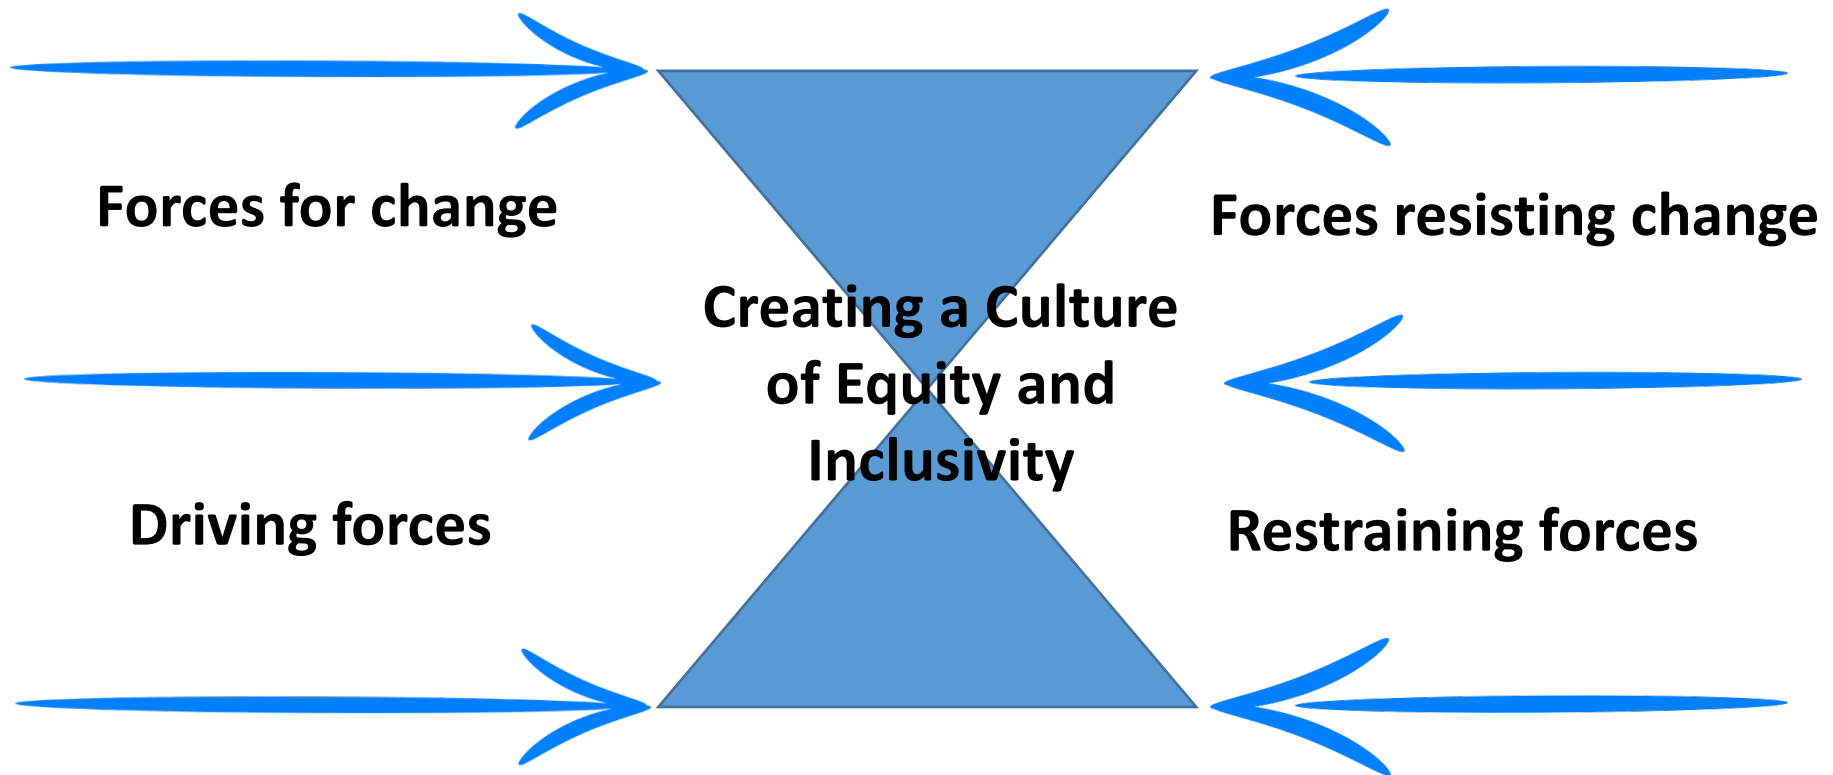 Forces for change
Forces resisting change
Creating a Culture
of Equity and
Inclusivity
Driving forces
Restraining forces